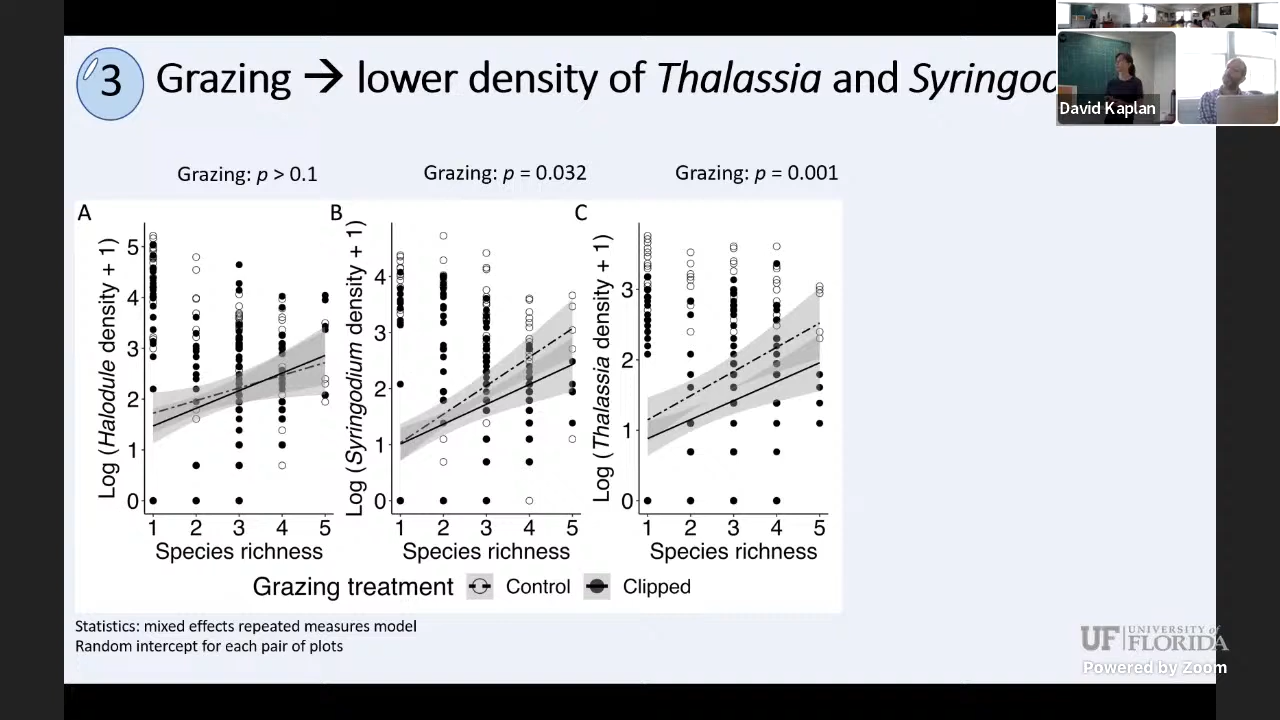 3 Grazing → lower density of Thalassia and Syringod
David Kaplan
Grazing: p > 0.1
Grazing: p = 0.032
Grazing: p = 0.001
A
Log (Halodule density + 1)
5
4
3
2
1
0
1 2 3 4 5
Species richness
B
Log (Syringodium density + 1)
4
3
2
1
0
1 2 3 4 5
Species richness
C
Log (Thalassia density + 1)
3
2
1
0
1 2 3 4 5
Species richness
Grazing treatment Control Clipped
Statistics: mixed effects repeated measures model
Random intercept for each pair of plots
UF UNIVERSITY of
FLORIDA
Powered by Zoom